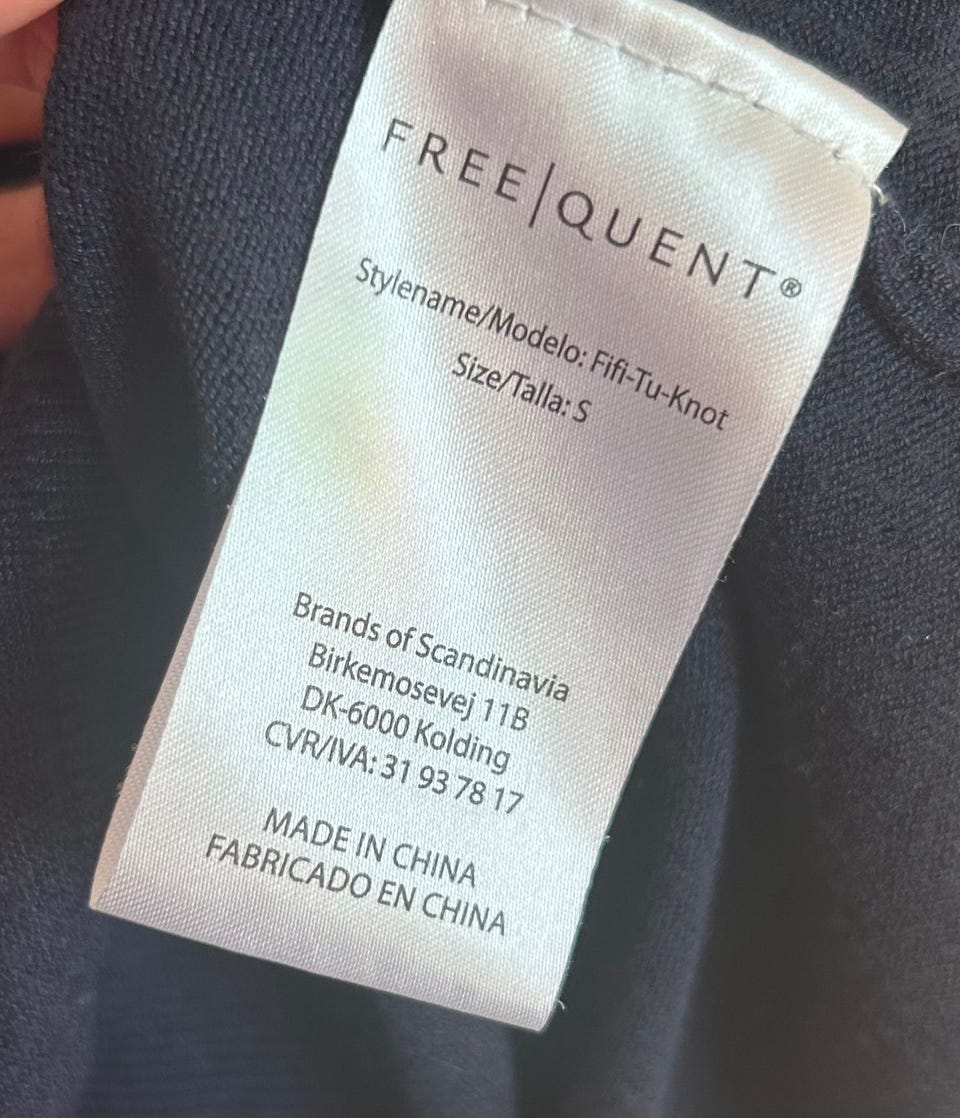 FREE|QUENT®
Stylename/Modelo: Fifi-Tu-Knot
Size/Talla: S
Brands of Scandinavia
Birkemosevej 11B
DK-6000 Kolding
CVR/IVA: 31 93 78 17
MADE IN CHINA
FABRICADO EN CHINA